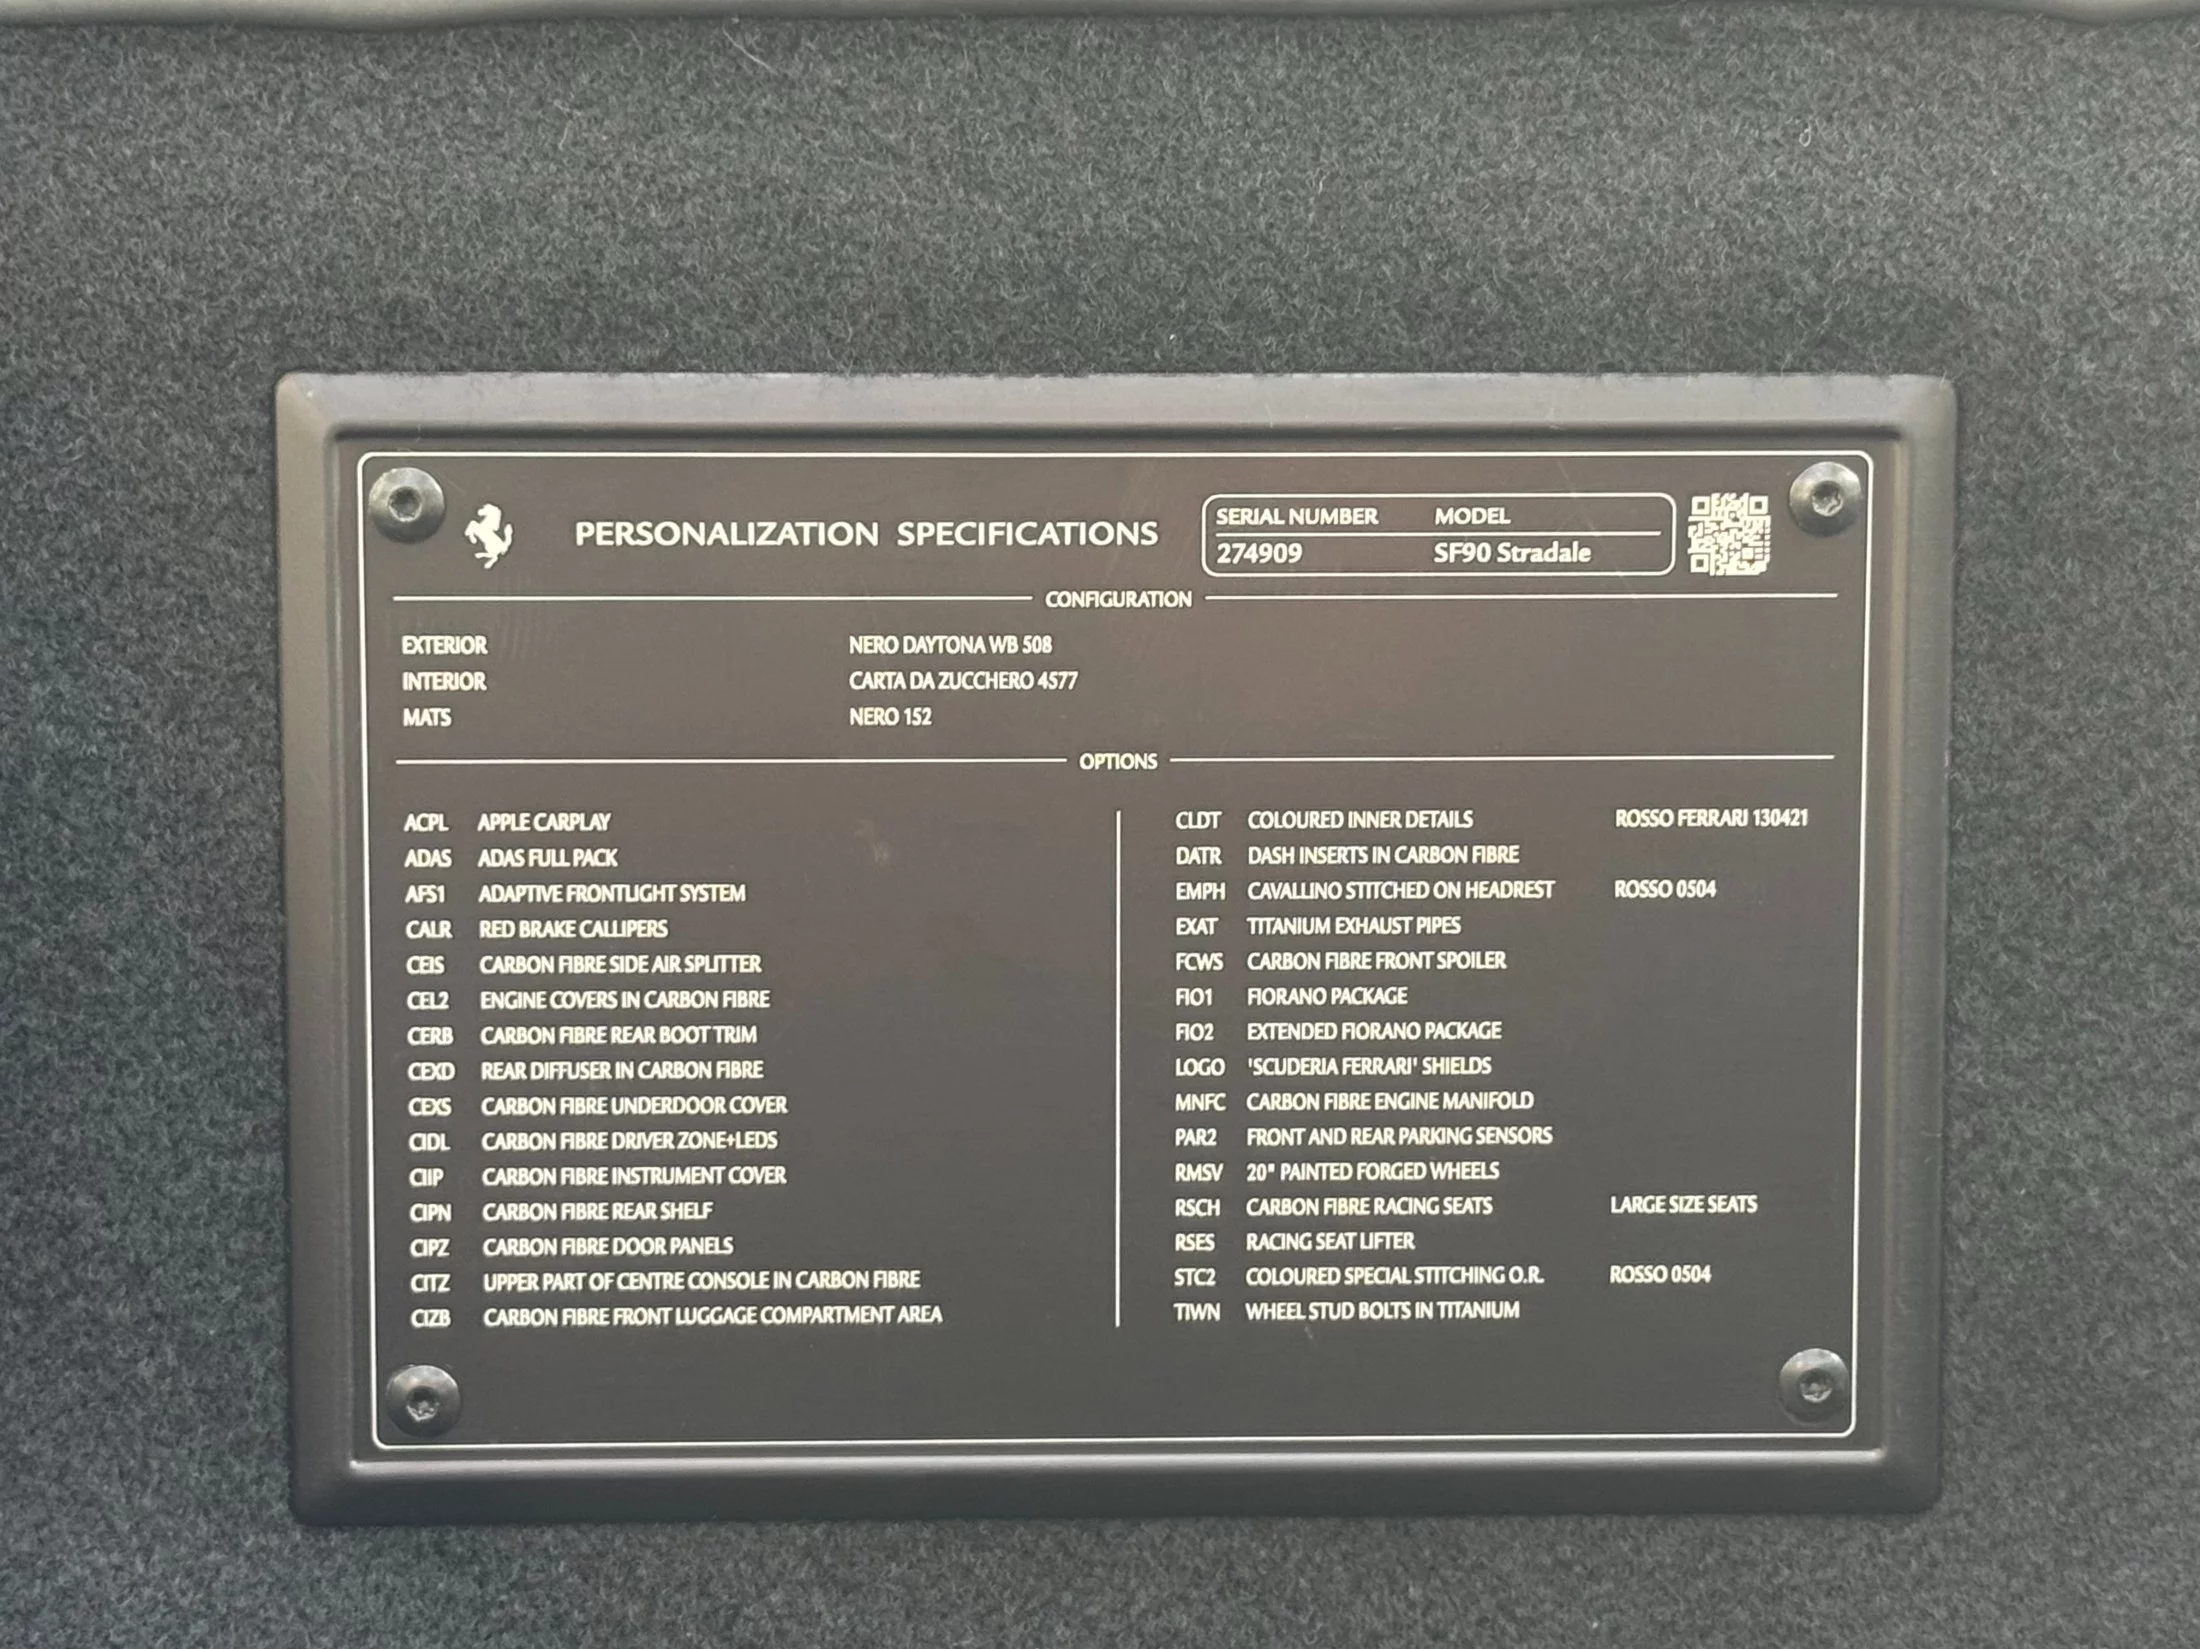 PERSONALIZATION SPECIFICATIONS
SERIAL NUMBER MODEL
274909 SF90 Stradale
CONFIGURATION
EXTERIOR NERO DAYTONA WB 508
INTERIOR CARTA DA ZUCCHERO 4577
MATS NERO 152
OPTIONS
ACPL APPLE CARPLAY
ADAS ADAS FULL PACK
AFS1 ADAPTIVE FRONTLIGHT SYSTEM
CALR RED BRAKE CALLIPERS
CEIS CARBON FIBRE SIDE AIR SPLITTER
CEL2 ENGINE COVERS IN CARBON FIBRE
CERB CARBON FIBRE REAR BOOT TRIM
CEXD REAR DIFFUSER IN CARBON FIBRE
CEXS CARBON FIBRE UNDERDOOR COVER
CIDL CARBON FIBRE DRIVER ZONE+LEDS
CIIP CARBON FIBRE INSTRUMENT COVER
CIPN CARBON FIBRE REAR SHELF
CIPZ CARBON FIBRE DOOR PANELS
CITZ UPPER PART OF CENTRE CONSOLE IN CARBON FIBRE
CIZB CARBON FIBRE FRONT LUGGAGE COMPARTMENT AREA
CLDT COLOURED INNER DETAILS ROSSO FERRARI 130421
DATR DASH INSERTS IN CARBON FIBRE
EMPH CAVALLINO STITCHED ON HEADREST ROSSO 0504
EXAT TITANIUM EXHAUST PIPES
FCWS CARBON FIBRE FRONT SPOILER
FIO1 FIORANO PACKAGE
FIO2 EXTENDED FIORANO PACKAGE
LOGO 'SCUDERIA FERRARI' SHIELDS
MNFC CARBON FIBRE ENGINE MANIFOLD
PAR2 FRONT AND REAR PARKING SENSORS
RMSV 20" PAINTED FORGED WHEELS
RSCH CARBON FIBRE RACING SEATS LARGE SIZE SEATS
RSES RACING SEAT LIFTER
STC2 COLOURED SPECIAL STITCHING O.R. ROSSO 0504
TIWN WHEEL STUD BOLTS IN TITANIUM